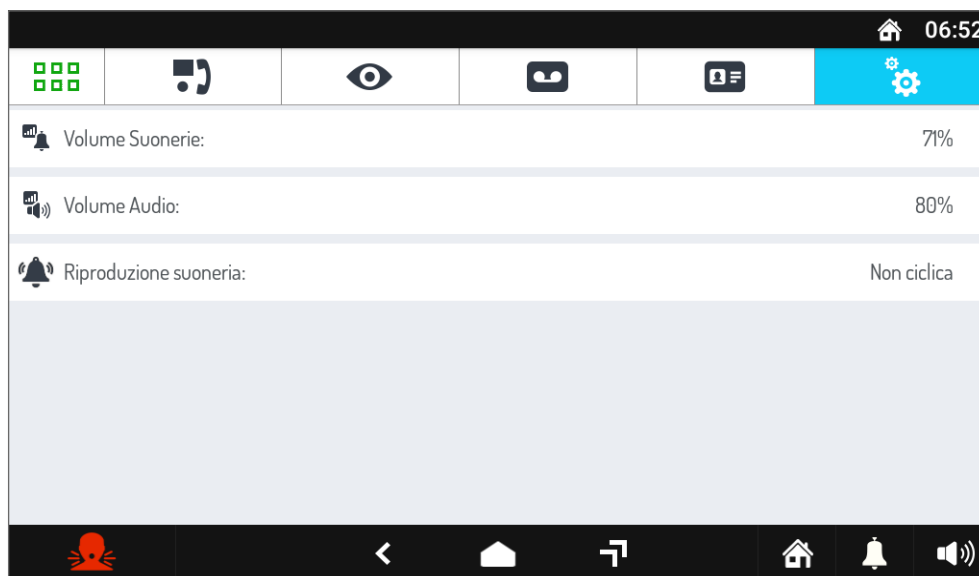 06:52
Volume Suonerie:
71%
Volume Audio:
80%
Riproduzione suoneria:
Non ciclica